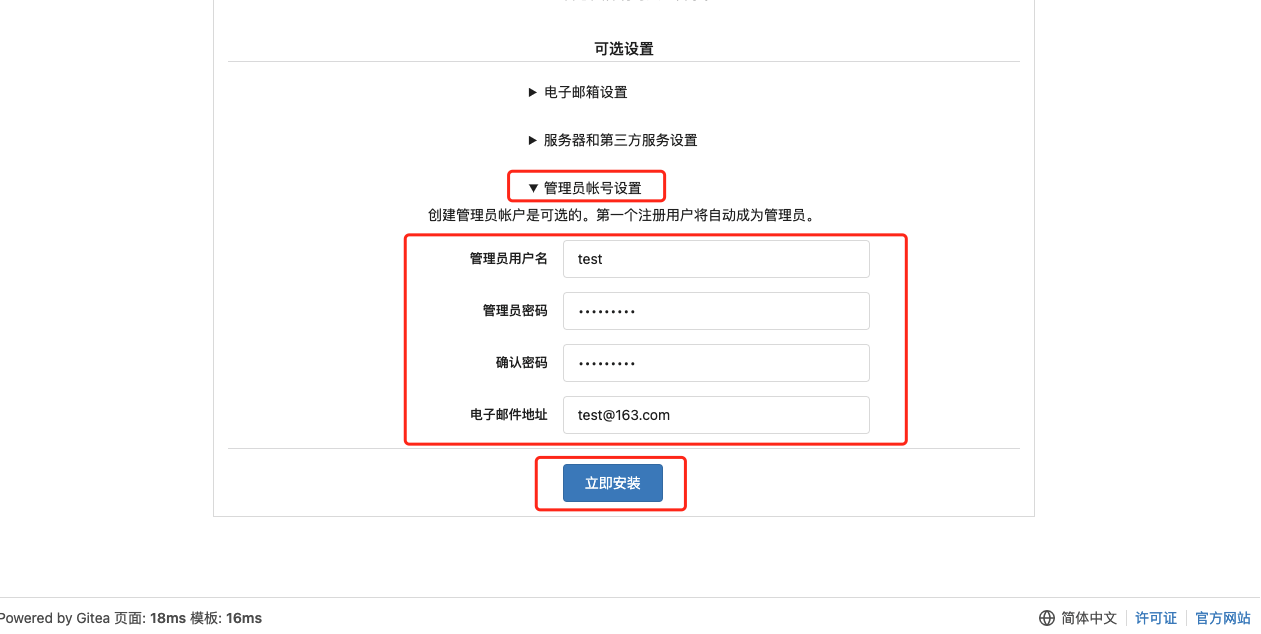 可选设置
▶ 电子邮箱设置
▶ 服务器和第三方服务设置
▼ 管理员帐号设置
创建管理员帐户是可选的。第一个注册用户将自动成为管理员。
管理员用户名 test
管理员密码 •••••••••
确认密码 •••••••••
电子邮件地址 test@163.com
立即安装
Powered by Gitea 页面: 18ms 模板: 16ms 简体中文 许可证 官方网站